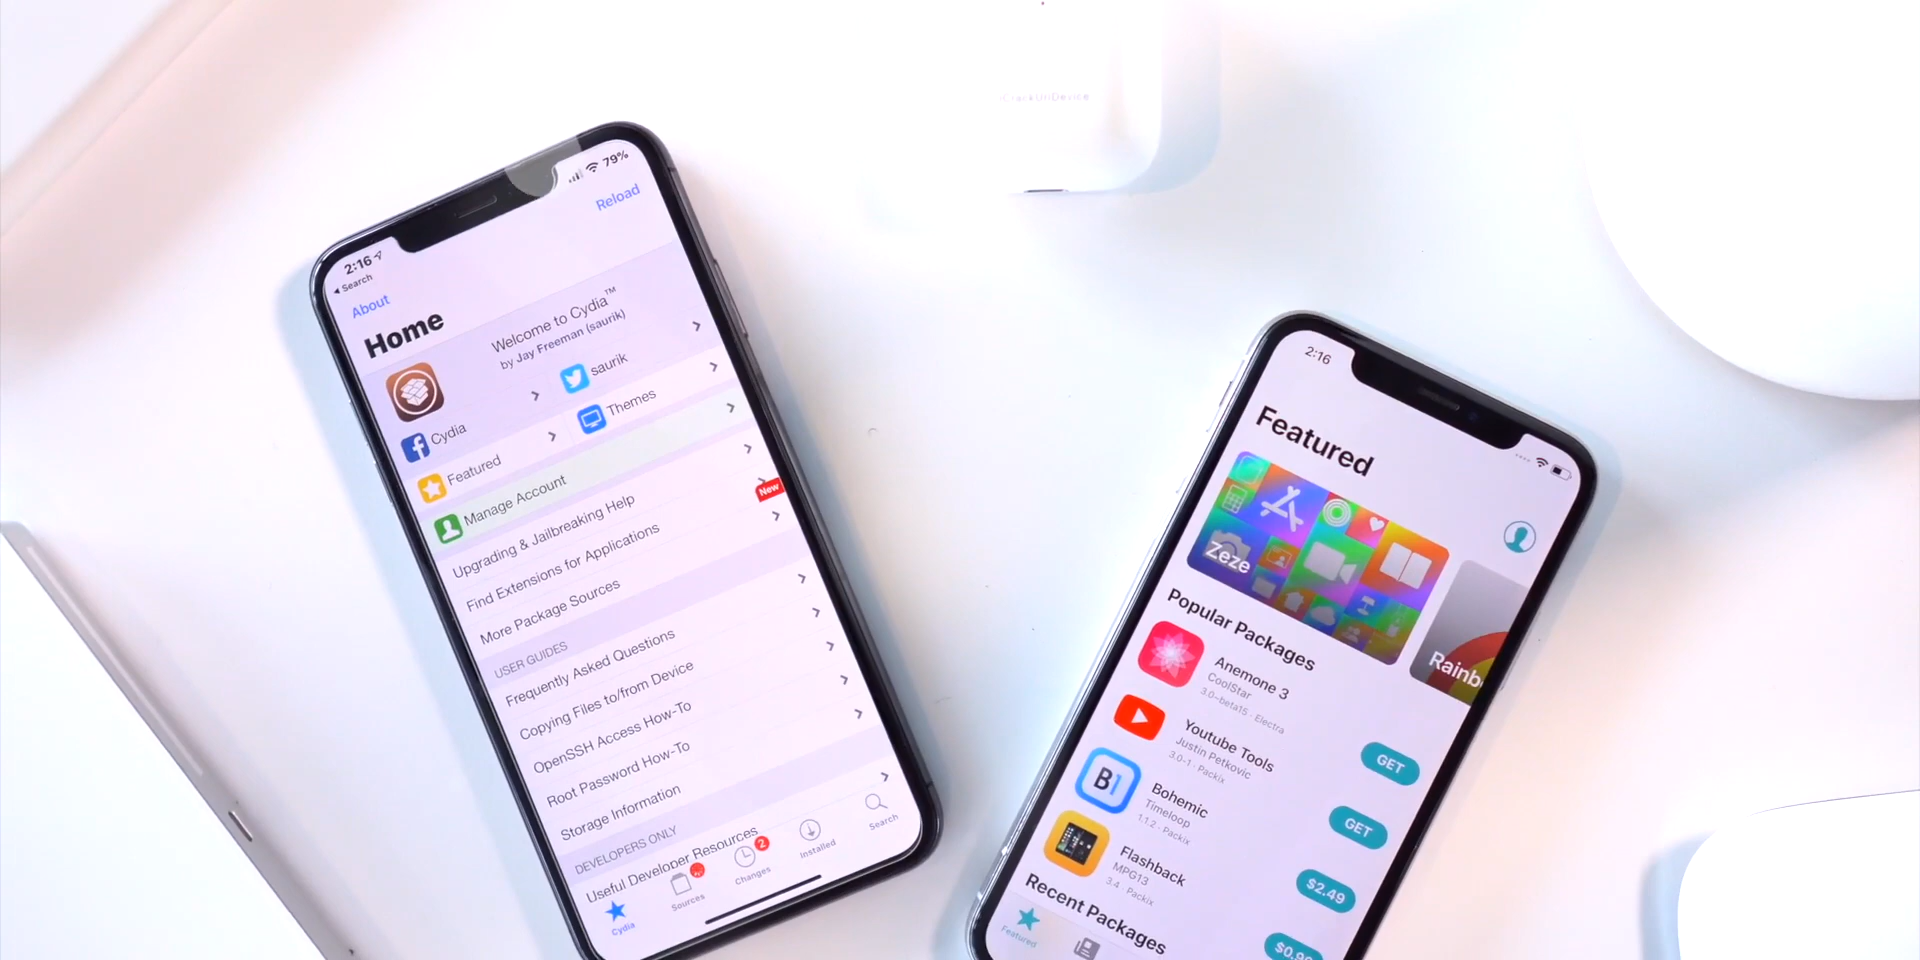 iCrackUriDevice
79%
Reload
2:16
Search
About
Home
Welcome to Cydia™
by Jay Freeman (saurik)
Cydia
saurik
Featured
Themes
Manage Account
Upgrading & Jailbreaking Help
Find Extensions for Applications
New
More Package Sources
USER GUIDES
Frequently Asked Questions
Copying Files to/from Device
OpenSSH Access How-To
Root Password How-To
Storage Information
DEVELOPERS ONLY
Useful Developer Resources
Cydia
Sources
2
Changes
Installed
Search
2:16
Featured
Zeze
Rainb
Popular Packages
Anemone 3
CoolStar
3.0~beta15 · Electra
GET
Youtube Tools
Justin Petkovic
3.0-1 · Packix
GET
B1
Bohemic
Timeloop
1.1.2 · Packix
$2.49
Flashback
MPG13
3.4 · Packix
Recent Packages
Featured